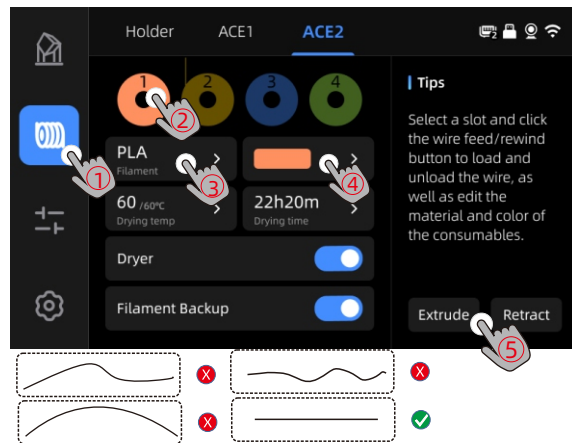 Holder ACE1 ACE2
2
1 2 3 4
②
Tips
Select a slot and click
the wire feed/rewind
button to load and
unload the wire, as
well as edit the
material and color of
the consumables.
①
PLA
Filament
③
④
60 /60℃
Drying temp
22h20m
Drying time
Dryer
Filament Backup
Extrude Retract
⑤
X X
X